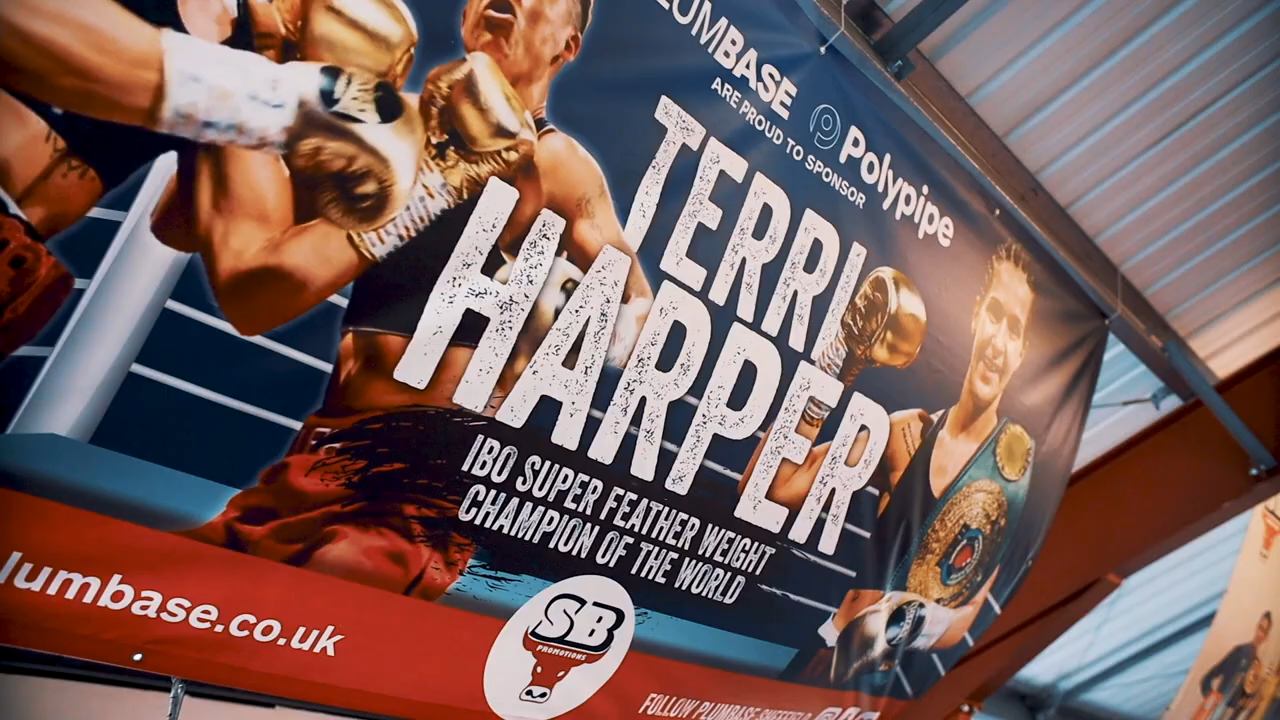 LUMBASE Polypipe
ARE PROUD TO SPONSOR
TERRI
HARPER
IBO SUPER FEATHER WEIGHT
CHAMPION OF THE WORLD
lumbase.co.uk
SB
PROMOTIONS
FOLLOW PLUMBASE SHEFFIELD